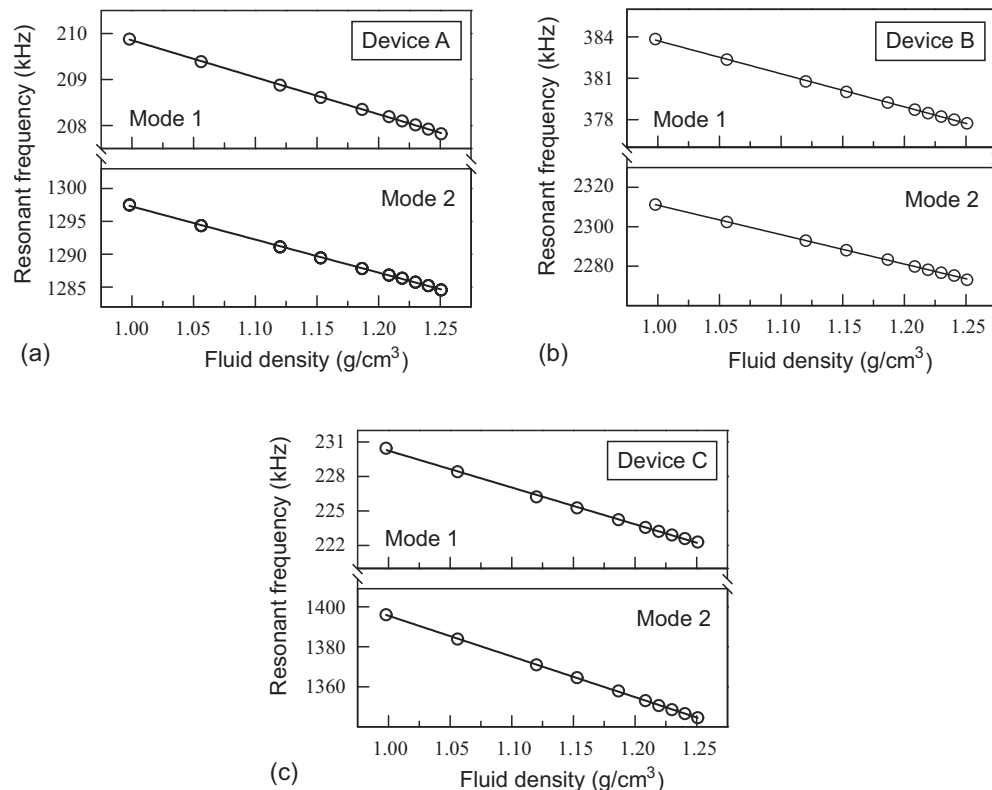 Resonant frequency (kHz)
210
209
208
Device A
Mode 1
1300
1295
1290
1285
Mode 2
1.00 1.05 1.10 1.15 1.20 1.25
(a)
Fluid density (g/cm³)
Resonant frequency (kHz)
384
381
378
Device B
Mode 1
2320
2300
2280
Mode 2
1.00 1.05 1.10 1.15 1.20 1.25
(b)
Fluid density (g/cm³)
Resonant frequency (kHz)
231
228
225
222
Device C
Mode 1
1400
1380
1360
Mode 2
1.00 1.05 1.10 1.15 1.20 1.25
(c)
Fluid density (g/cm³)